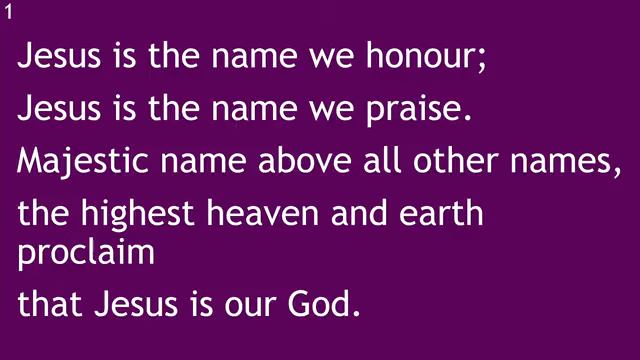 1
Jesus is the name we honour;
Jesus is the name we praise.
Majestic name above all other names,
the highest heaven and earth
proclaim
that Jesus is our God.